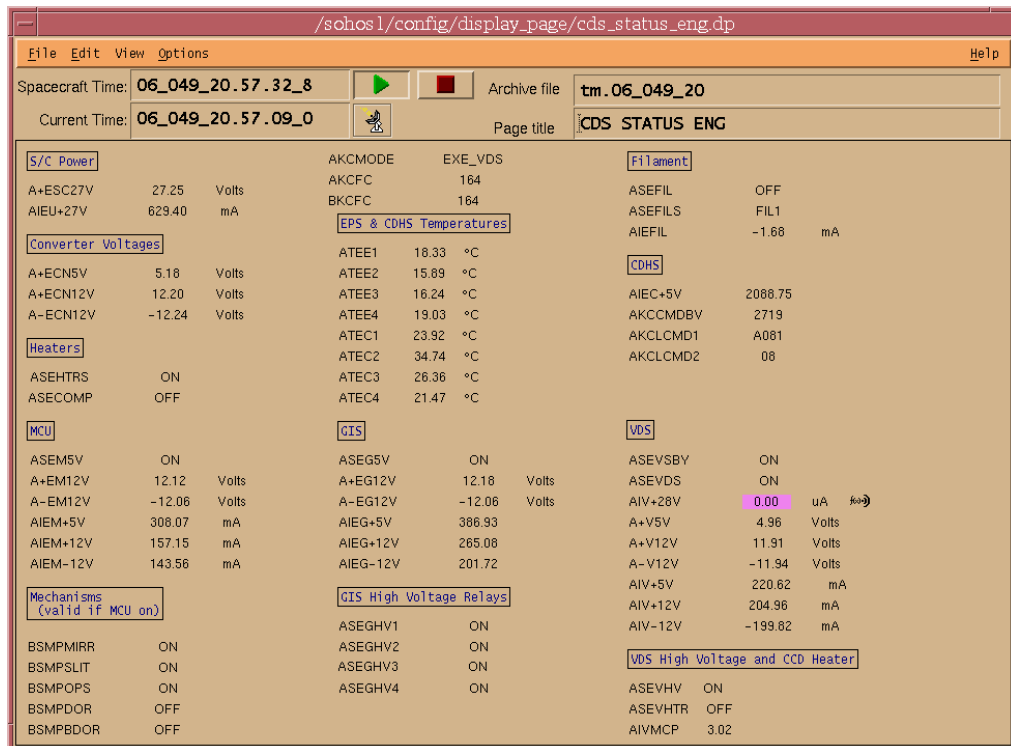 /sohos1/config/display_page/cds_status_eng.dp
File Edit View Options Help
Spacecraft Time: 06_049_20.57.32_8 Archive file tm.06_049_20
Current Time: 06_049_20.57.09_0 Page title CDS STATUS ENG
S/C Power
A+ESC27V 27.25 Volts
AIEU+27V 629.40 mA
Converter Voltages
A+ECN5V 5.18 Volts
A+ECN12V 12.20 Volts
A-ECN12V -12.24 Volts
Heaters
ASEHTRS ON
ASECOMP OFF
MCU
ASEM5V ON
A+EM12V 12.12 Volts
A-EM12V -12.06 Volts
AIEM+5V 308.07 mA
AIEM+12V 157.15 mA
AIEM-12V 143.56 mA
Mechanisms
(valid if MCU on)
BSMPMIRR ON
BSMPSLIT ON
BSMPOPS ON
BSMPDOR OFF
BSMPBDOR OFF
AKCMODE EXE_VDS
AKCFC 164
BKCFC 164
EPS & CDHS Temperatures
ATEE1 18.33 °C
ATEE2 15.89 °C
ATEE3 16.24 °C
ATEE4 19.03 °C
ATEC1 23.92 °C
ATEC2 34.74 °C
ATEC3 26.36 °C
ATEC4 21.47 °C
GIS
ASEG5V ON
A+EG12V 12.18 Volts
A-EG12V -12.06 Volts
AIEG+5V 386.93
AIEG+12V 265.08
AIEG-12V 201.72
GIS High Voltage Relays
ASEGHV1 ON
ASEGHV2 ON
ASEGHV3 ON
ASEGHV4 ON
Filament
ASEFIL OFF
ASEFILS FIL1
AIEFIL -1.68 mA
CDHS
AIEC+5V 2088.75
AKCCMDBV 2719
AKCLCMD1 A081
AKCLCMD2 08
VDS
ASEVSBY ON
ASEVDS ON
AIV+28V 0.00 uA
A+V5V 4.96 Volts
A+V12V 11.91 Volts
A-V12V -11.94 Volts
AIV+5V 220.62 mA
AIV+12V 204.96 mA
AIV-12V -199.82 mA
VDS High Voltage and CCD Heater
ASEVHV ON
ASEVHTR OFF
AIVMCP 3.02